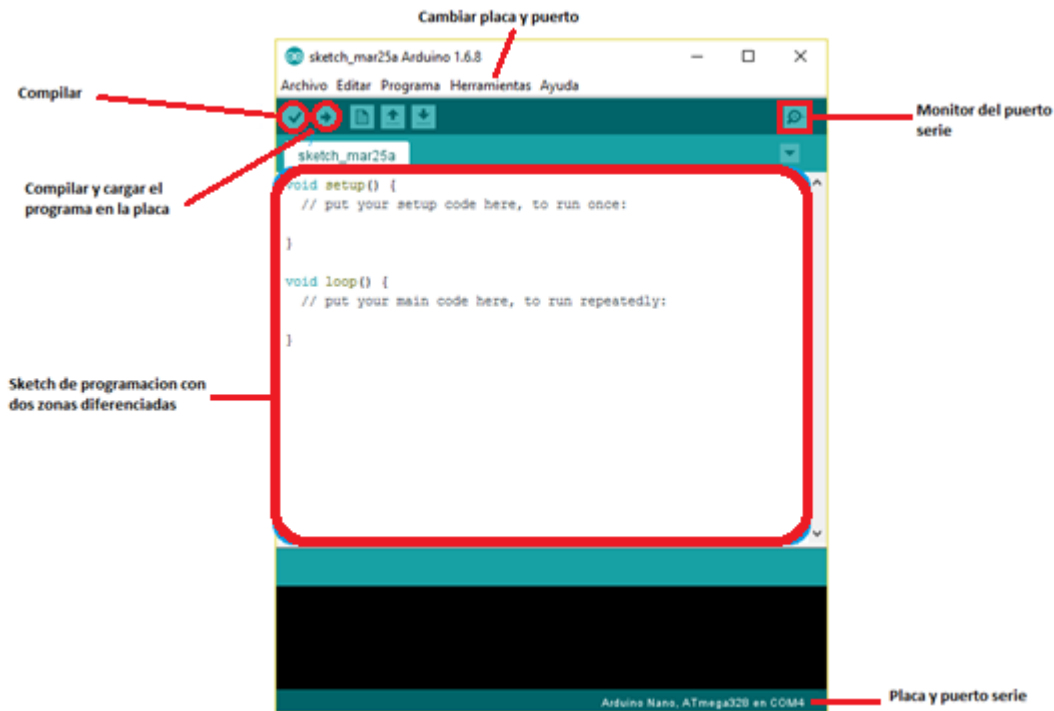 Cambiar placa y puerto
sketch_mar25a Arduino 1.6.8
Archivo Editar Programa Herramientas Ayuda
Compilar
Monitor del puerto
serie
sketch_mar25a
Compilar y cargar el
programa en la placa
void setup() {
// put your setup code here, to run once:
}
void loop() {
// put your main code here, to run repeatedly:
}
Sketch de programacion con
dos zonas diferenciadas
Arduino Nano, ATmega328 en COM4
Placa y puerto serie